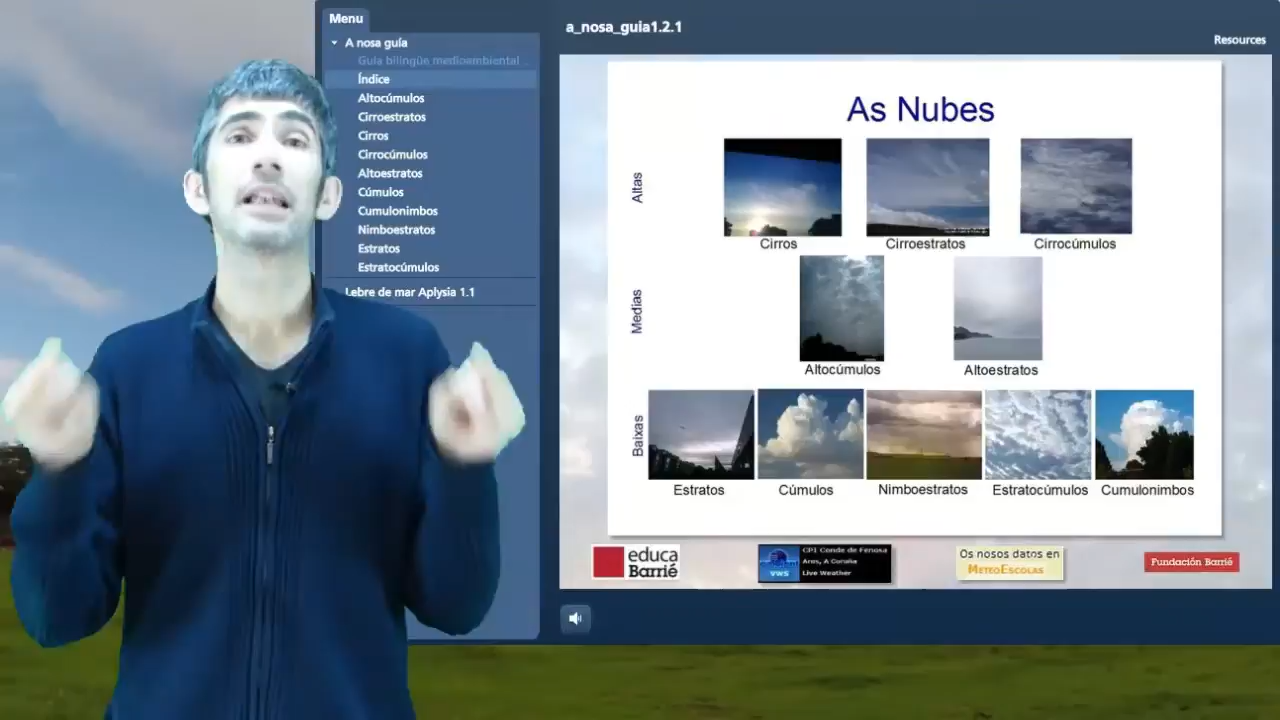 Menu
A nosa guía
Guía bilingüe medioambiental ...
Índice
Altocúmulos
Cirroestratos
Cirros
Cirrocúmulos
Altoestratos
Cúmulos
Cumulonimbos
Nimboestratos
Estratos
Estratocúmulos
Lebre de mar Aplysia 1.1
a_nosa_guia1.2.1
Resources
As Nubes
Altas
Cirros
Cirroestratos
Cirrocúmulos
Medias
Altocúmulos
Altoestratos
Baixas
Estratos
Cúmulos
Nimboestratos
Estratocúmulos
Cumulonimbos
educa
Barrié
VWS
CPI Conde de Fenosa
Ares, A Coruña
Live Weather
Os nosos datos en
METEOESCOLAS
Fundación Barrié